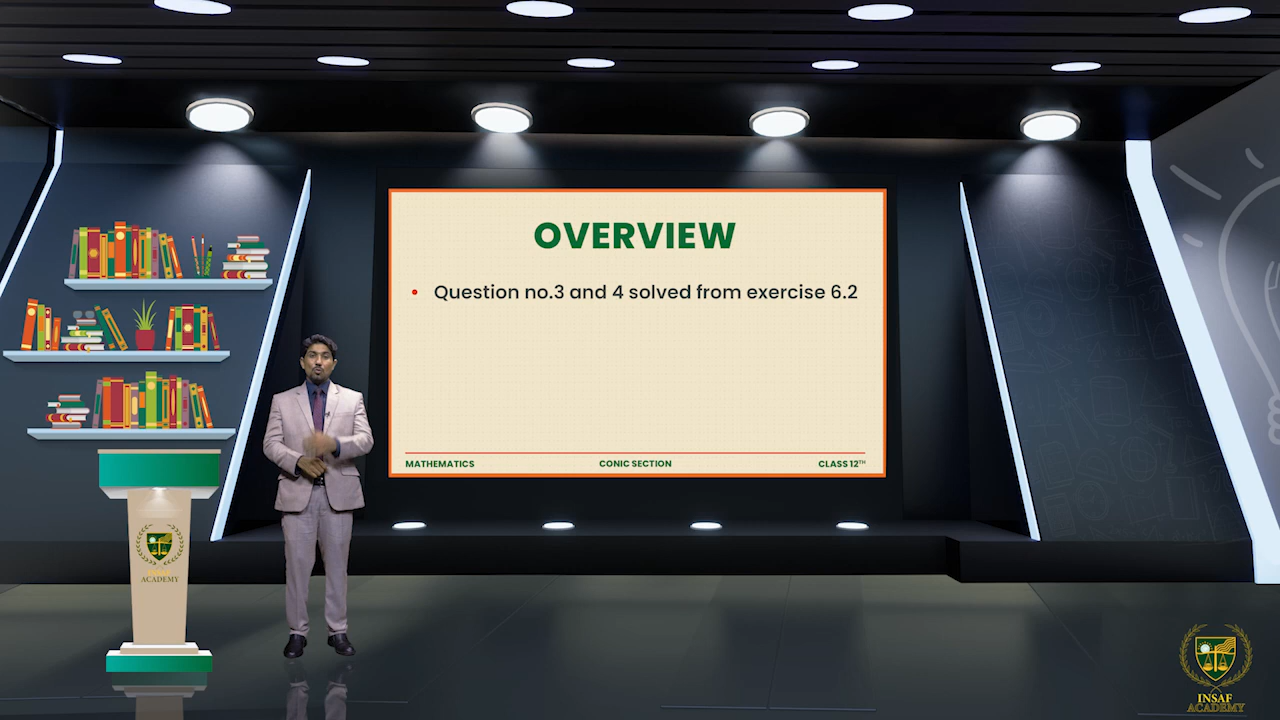 OVERVIEW
• Question no.3 and 4 solved from exercise 6.2
MATHEMATICS CONIC SECTION CLASS 12TH
ACADEMY
INSAF
ACADEMY